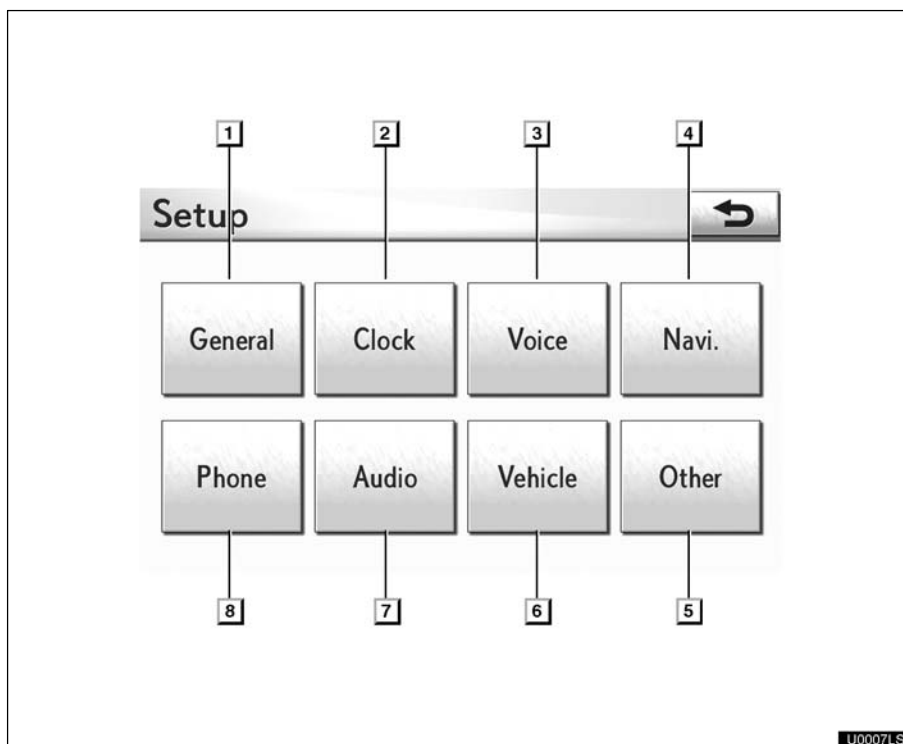 1 2 3 4
Setup
General Clock Voice Navi.
Phone Audio Vehicle Other
8 7 6 5
U0007LS